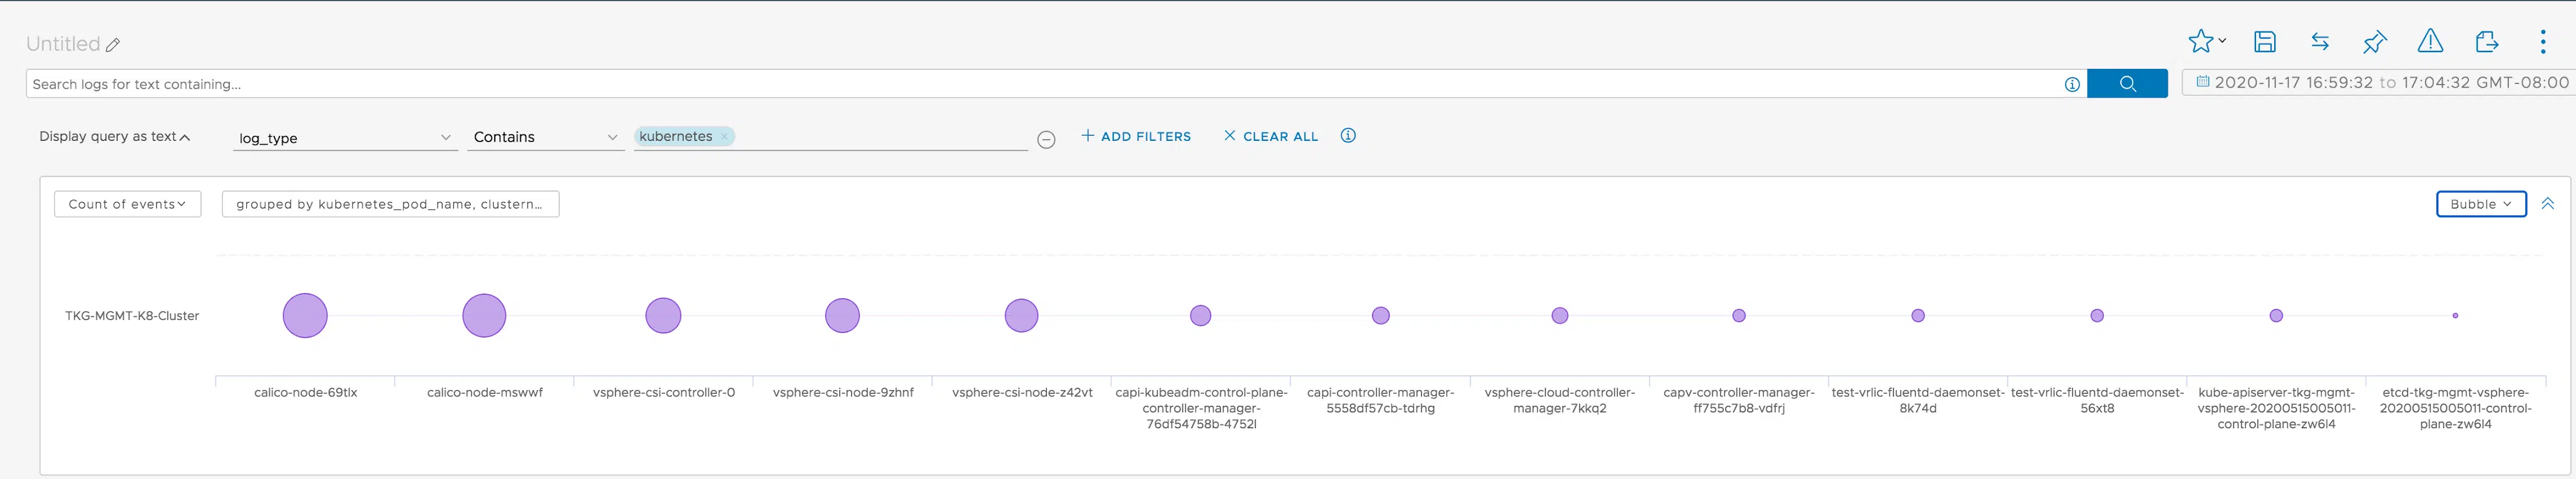 Untitled
Search logs for text containing...
2020-11-17 16:59:32 to 17:04:32 GMT-08:00
Display query as text
log_type
Contains
kubernetes ×
+ ADD FILTERS
× CLEAR ALL
Count of events
grouped by kubernetes_pod_name, clustern...
Bubble
TKG-MGMT-K8-Cluster
calico-node-69tlx
calico-node-mswwf
vsphere-csi-controller-0
vsphere-csi-node-9zhnf
vsphere-csi-node-z42vt
capi-kubeadm-control-plane-
controller-manager-
76df54758b-4752l
capi-controller-manager-
5558df57cb-tdrhg
vsphere-cloud-controller-
manager-7kkq2
capv-controller-manager-
ff755c7b8-vdfrj
test-vrlic-fluentd-daemonset-
8k74d
test-vrlic-fluentd-daemonset-
56xt8
kube-apiserver-tkg-mgmt-
vsphere-20200515005011-
control-plane-zw6l4
etcd-tkg-mgmt-vsphere-
20200515005011-control-
plane-zw6l4